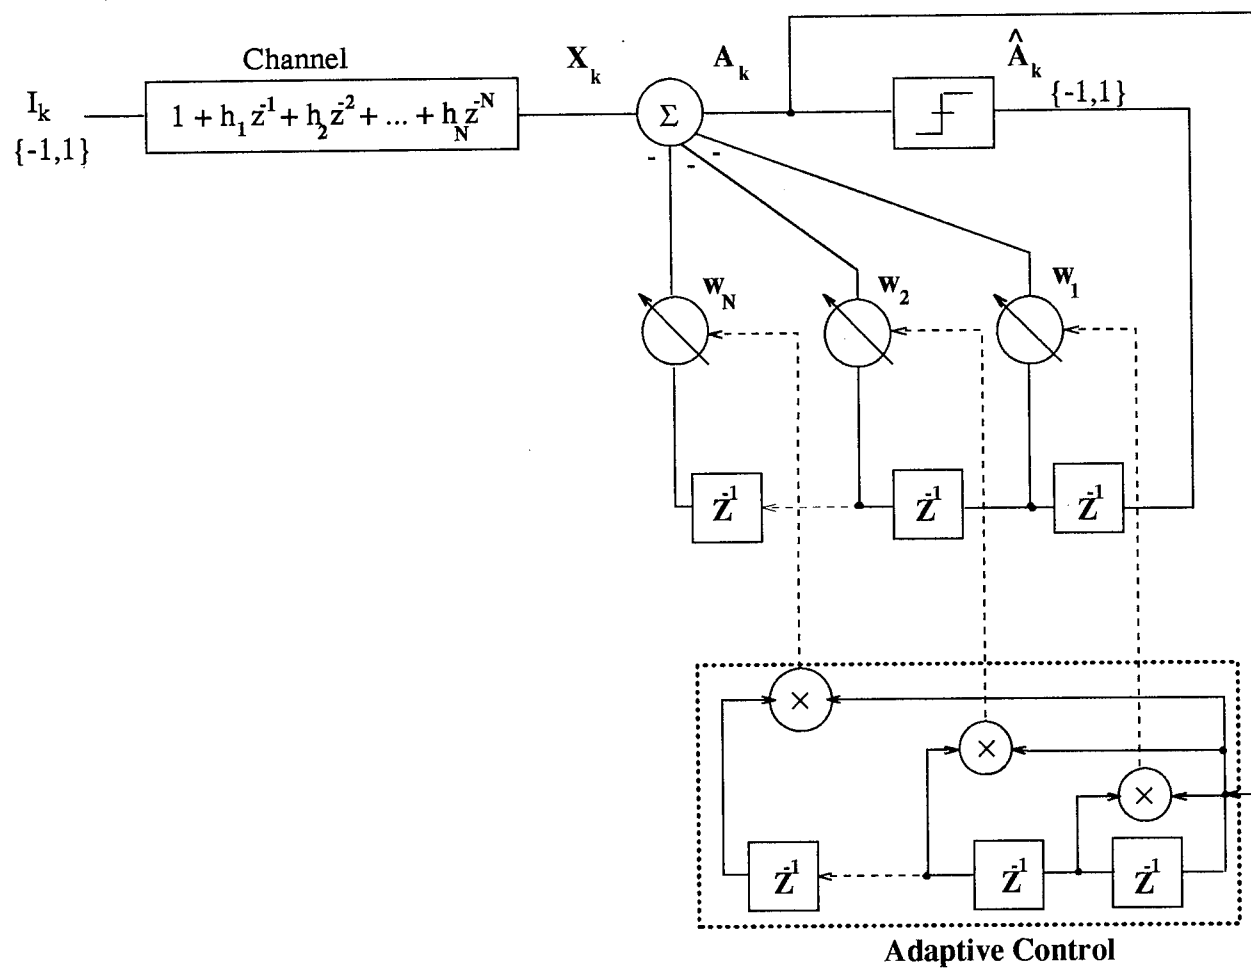 Channel
X_k
A_k
Â_k
I_k
{-1,1}
1 + h_1 z^-1 + h_2 z^-2 + ... + h_N z^-N
Σ
{-1,1}
- - -
w_N
w_2
w_1
Z^-1
Z^-1
Z^-1
×
×
×
Z^-1
Z^-1
Z^-1
Adaptive Control